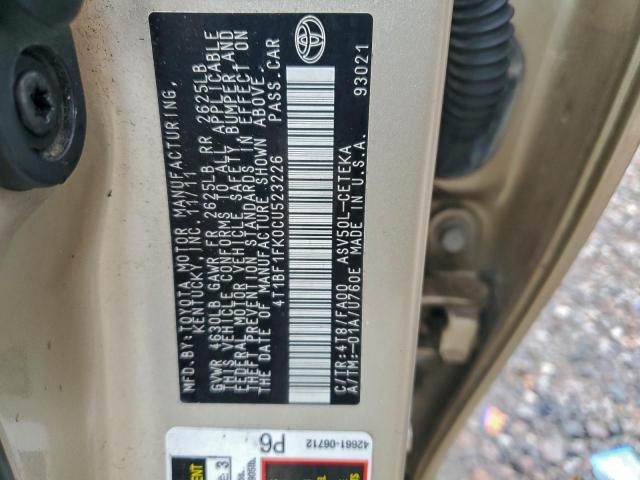 MFD.BY: TOYOTA MOTOR MANUFACTURING,
KENTUCKY, INC. 11/11
GVWR 4630LB GAWR FR 2625LB RR 2625LB
THIS VEHICLE CONFORMS TO ALL APPLICABLE
FEDERAL MOTOR VEHICLE SAFETY, BUMPER, AND
THEFT PREVENTION STANDARDS IN EFFECT ON
THE DATE OF MANUFACTURE SHOWN ABOVE.
4T1BF1FK0CU523226 PASS.CAR
C/TR:4T8/FA00 ASV50L-CETEKA
A/TM:-01A/U760E MADE IN U.S.A. 93021
P6
42661-06712